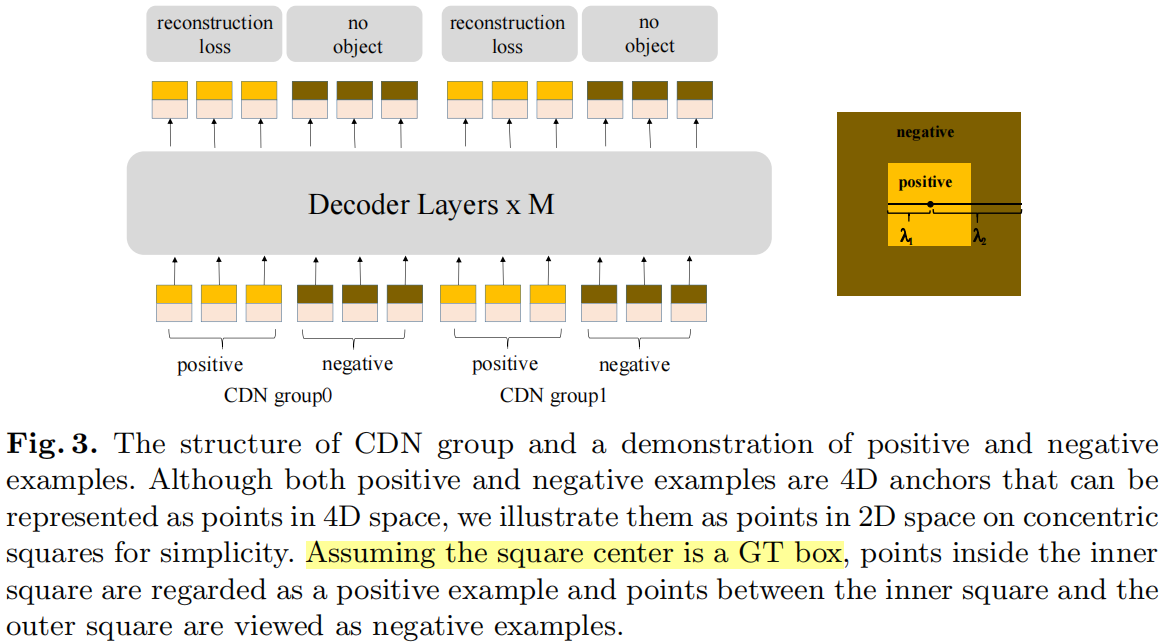 reconstruction loss
no object
reconstruction loss
no object
negative
positive
λ1
λ2
Decoder Layers x M
positive
negative
positive
negative
CDN group0
CDN group1
Fig. 3. The structure of CDN group and a demonstration of positive and negative
examples. Although both positive and negative examples are 4D anchors that can be
represented as points in 4D space, we illustrate them as points in 2D space on concentric
squares for simplicity. Assuming the square center is a GT box, points inside the inner
square are regarded as a positive example and points between the inner square and the
outer square are viewed as negative examples.